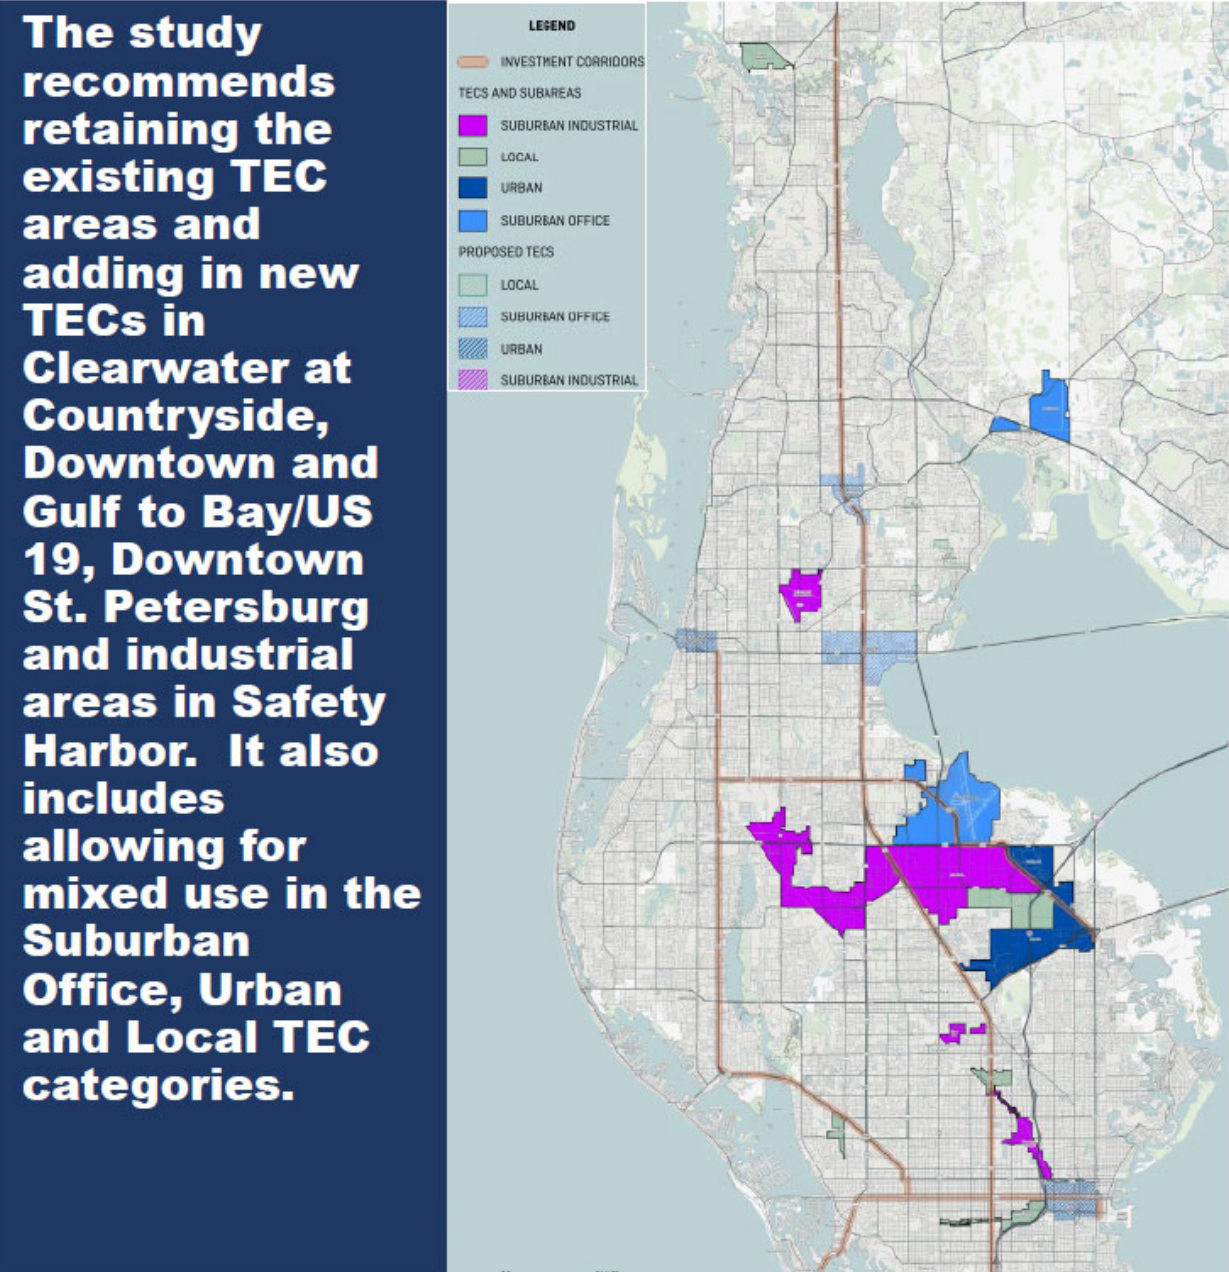 The study
recommends
retaining the
existing TEC
areas and
adding in new
TECs in
Clearwater at
Countryside,
Downtown and
Gulf to Bay/US
19, Downtown
St. Petersburg
and industrial
areas in Safety
Harbor. It also
includes
allowing for
mixed use in the
Suburban
Office, Urban
and Local TEC
categories.
LEGEND
INVESTMENT CORRIDORS
TECS AND SUBAREAS
SUBURBAN INDUSTRIAL
LOCAL
URBAN
SUBURBAN OFFICE
PROPOSED TECS
LOCAL
SUBURBAN OFFICE
URBAN
SUBURBAN INDUSTRIAL